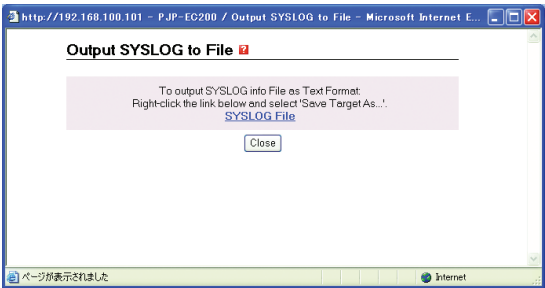 http://192.168.100.101 - PJP-EC200 / Output SYSLOG to File - Microsoft Internet E...
Output SYSLOG to File ?
To output SYSLOG info File as Text Format:
Right-click the link below and select 'Save Target As...'.
SYSLOG File
Close
ページが表示されました
Internet